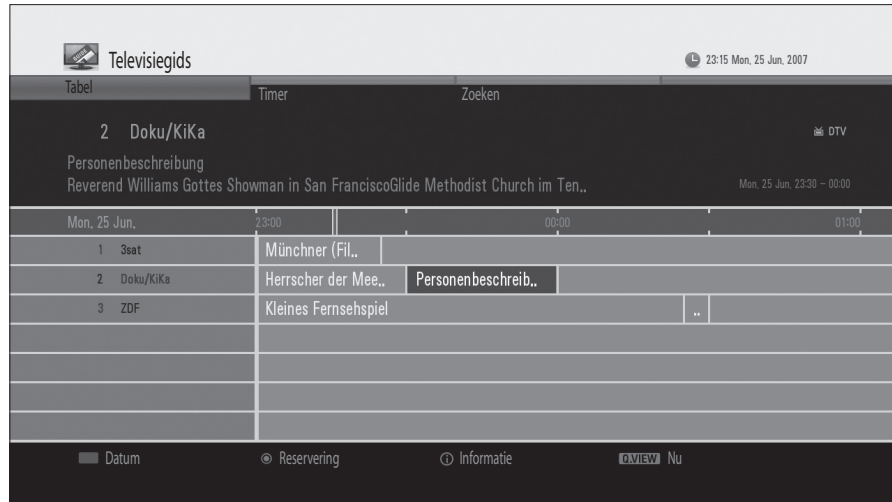 Televisiegids
23:15 Mon, 25 Jun, 2007
Tabel Timer Zoeken
2 Doku/KiKa DTV
Personenbeschreibung
Reverend Williams Gottes Showman in San FranciscoGlide Methodist Church im Ten.. Mon, 25 Jun, 23:30 ~ 00:00
Mon, 25 Jun, 23:00 00:00 01:00
1 3sat Münchner (Fil..
2 Doku/KiKa Herrscher der Mee.. Personenbeschreib..
3 ZDF Kleines Fernsehspiel ..
Datum Reservering Informatie Q.VIEW Nu